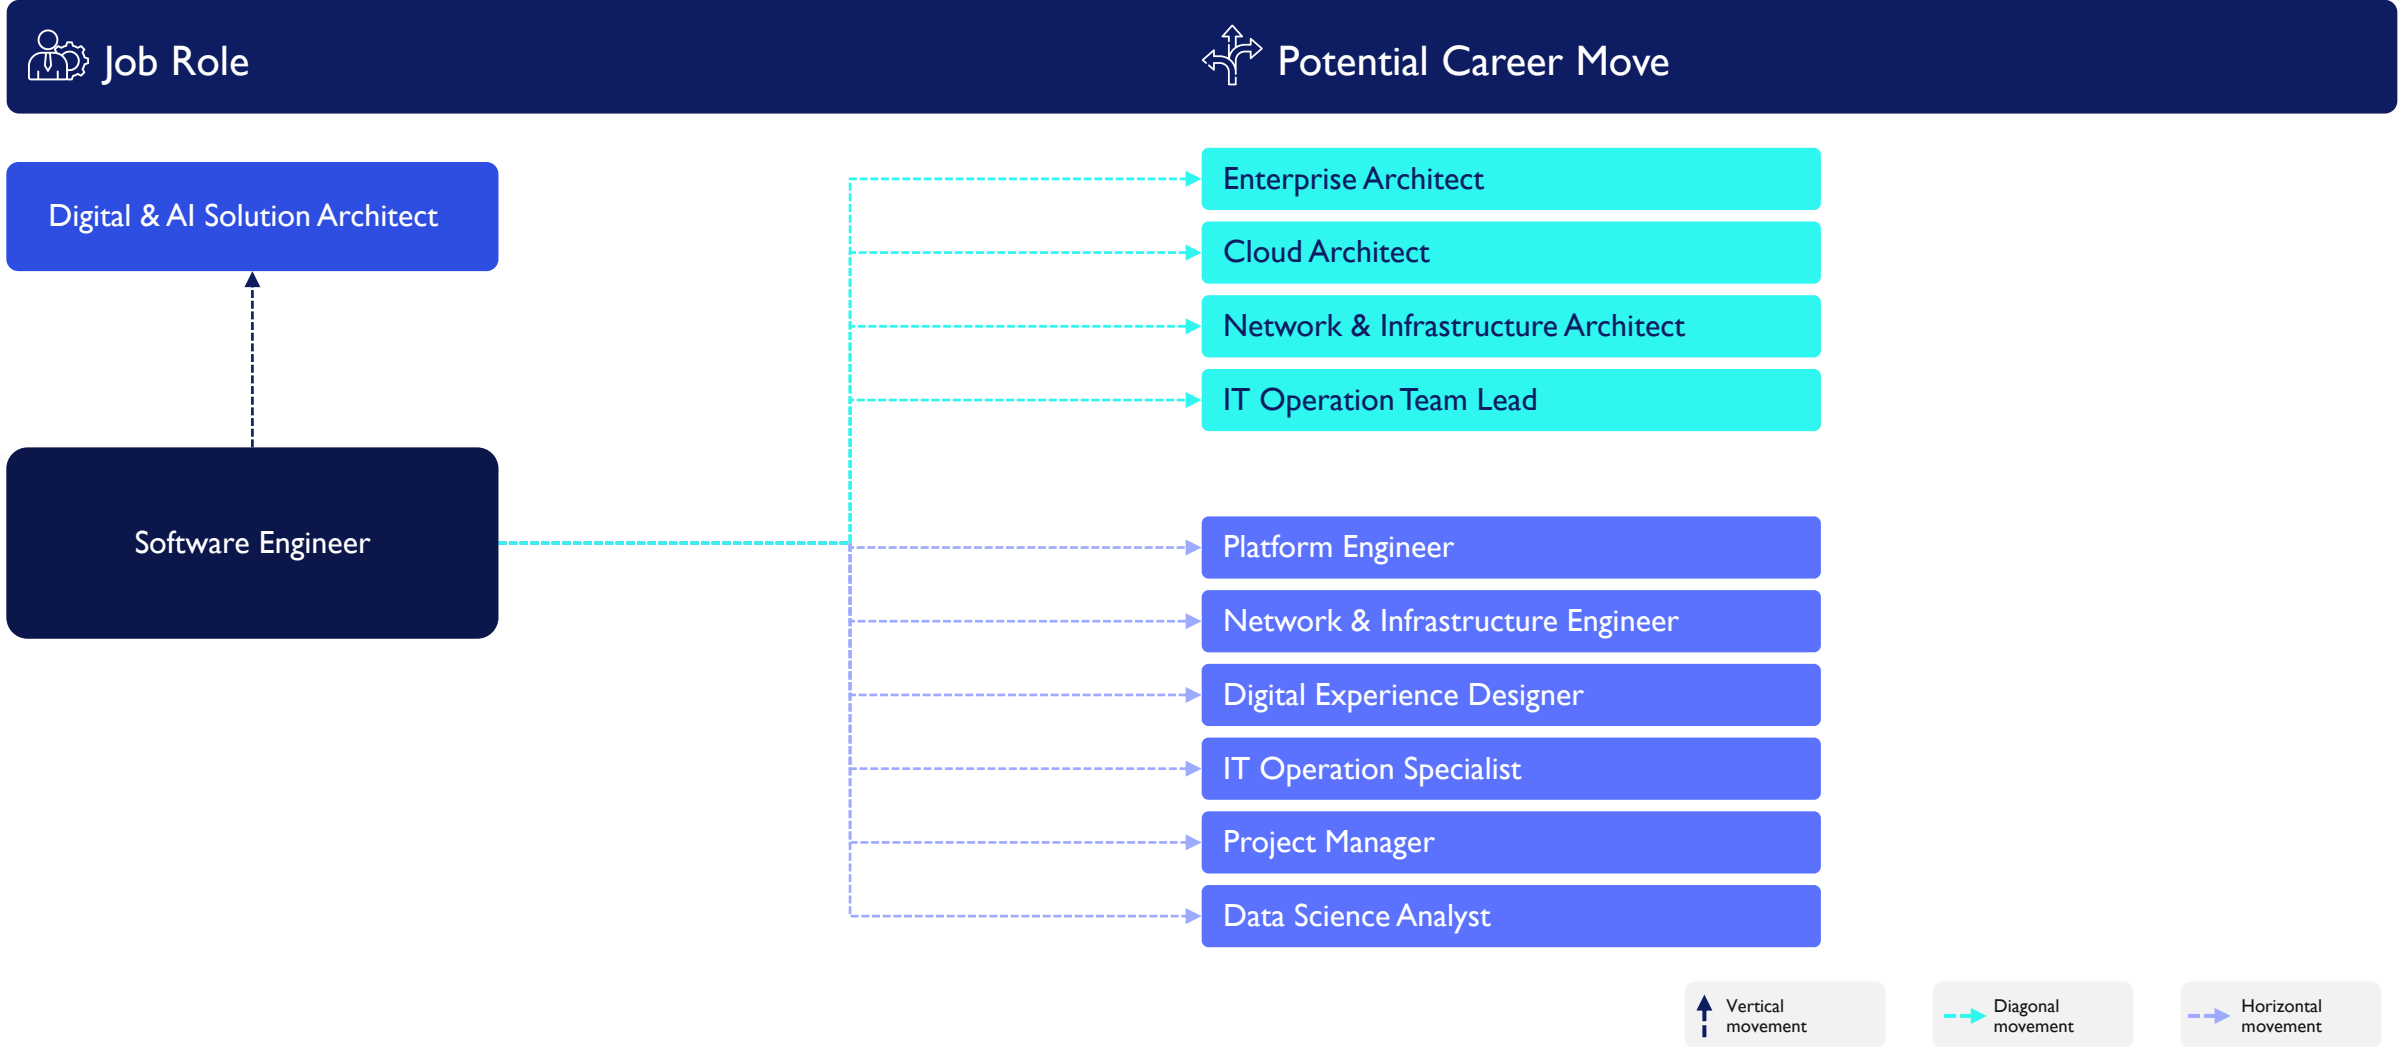 Job Role
Potential Career Move
Digital & AI Solution Architect
Software Engineer
Enterprise Architect
Cloud Architect
Network & Infrastructure Architect
IT Operation Team Lead
Platform Engineer
Network & Infrastructure Engineer
Digital Experience Designer
IT Operation Specialist
Project Manager
Data Science Analyst
Vertical
movement
Diagonal
movement
Horizontal
movement